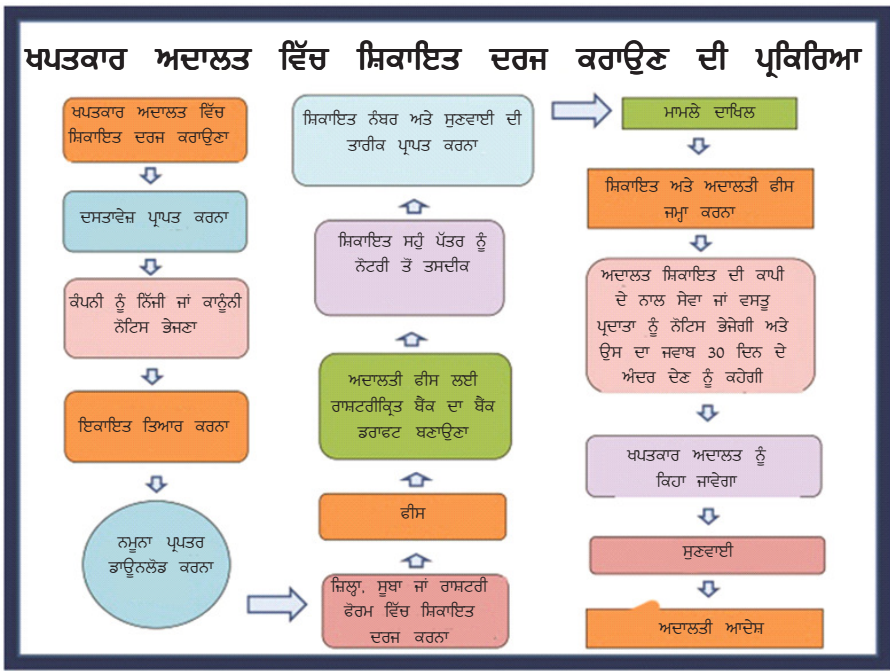 ਖਪਤਕਾਰ ਅਦਾਲਤ ਵਿੱਚ ਸ਼ਿਕਾਇਤ ਦਰਜ ਕਰਾਉਣ ਦੀ ਪ੍ਰਕਿਰਿਆ
ਖਪਤਕਾਰ ਅਦਾਲਤ ਵਿੱਚ
ਸ਼ਿਕਾਇਤ ਦਰਜ ਕਰਾਉਣਾ
ਦਸਤਾਵੇਜ਼ ਪ੍ਰਾਪਤ ਕਰਨਾ
ਕੰਪਨੀ ਨੂੰ ਨਿੱਜੀ ਜਾਂ ਕਾਨੂੰਨੀ
ਨੋਟਿਸ ਭੇਜਣਾ
ਇਕਾਇਤ ਤਿਆਰ ਕਰਨਾ
ਨਮੂਨਾ ਪ੍ਰਪਤਰ
ਡਾਊਨਲੋਡ ਕਰਨਾ
ਜ਼ਿਲ੍ਹਾ, ਸੂਬਾ ਜਾਂ ਰਾਸ਼ਟਰੀ
ਫੋਰਮ ਵਿੱਚ ਸ਼ਿਕਾਇਤ
ਦਰਜ ਕਰਨਾ
ਫੀਸ
ਅਦਾਲਤੀ ਫੀਸ ਲਈ
ਰਾਸ਼ਟਰੀਕ੍ਰਿਤ ਬੈਂਕ ਦਾ ਬੈਂਕ
ਡਰਾਫਟ ਬਣਾਉਣਾ
ਸ਼ਿਕਾਇਤ ਸਹੁੰ ਪੱਤਰ ਨੂੰ
ਨੋਟਰੀ ਤੋਂ ਤਸਦੀਕ
ਸ਼ਿਕਾਇਤ ਨੰਬਰ ਅਤੇ ਸੁਣਵਾਈ ਦੀ
ਤਾਰੀਕ ਪ੍ਰਾਪਤ ਕਰਨਾ
ਮਾਮਲੇ ਦਾਖਿਲ
ਸ਼ਿਕਾਇਤ ਅਤੇ ਅਦਾਲਤੀ ਫੀਸ
ਜਮ੍ਹਾ ਕਰਨਾ
ਅਦਾਲਤ ਸ਼ਿਕਾਇਤ ਦੀ ਕਾਪੀ
ਦੇ ਨਾਲ ਸੇਵਾ ਜਾਂ ਵਸਤੂ
ਪ੍ਰਦਾਤਾ ਨੂੰ ਨੋਟਿਸ ਭੇਜੇਗੀ ਅਤੇ
ਉਸ ਦਾ ਜਵਾਬ 30 ਦਿਨ ਦੇ
ਅੰਦਰ ਦੇਣ ਨੂੰ ਕਹੇਗੀ
ਖਪਤਕਾਰ ਅਦਾਲਤ ਨੂੰ
ਕਿਹਾ ਜਾਵੇਗਾ
ਸੁਣਵਾਈ
ਅਦਾਲਤੀ ਆਦੇਸ਼